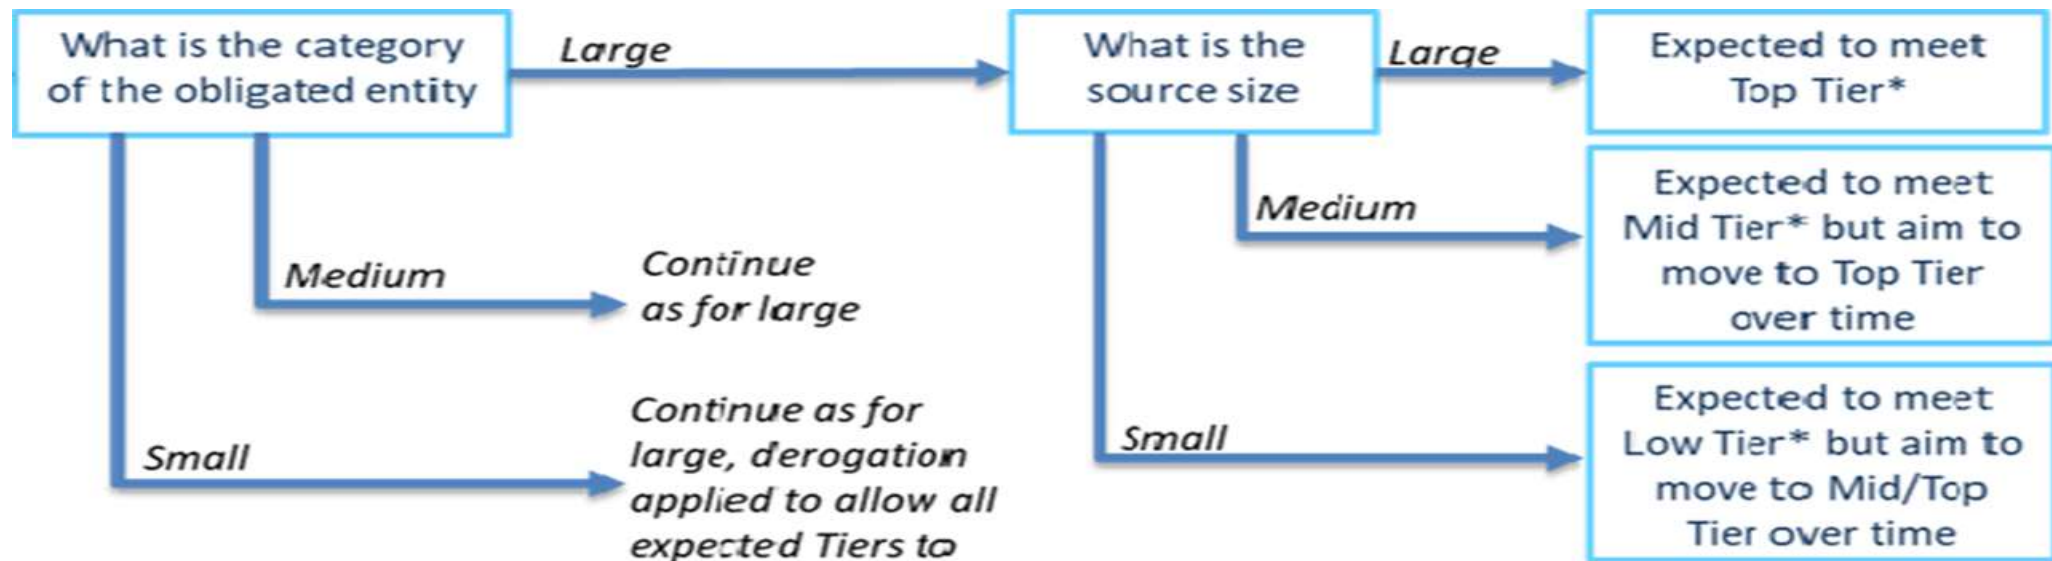 What is the category
of the obligated entity
Large
What is the
source size
Large
Expected to meet
Top Tier*
Medium
Continue
as for large
Small
Continue as for
large, derogation
applied to allow all
expected Tiers to
Medium
Expected to meet
Mid Tier* but aim to
move to Top Tier
over time
Small
Expected to meet
Low Tier* but aim to
move to Mid/Top
Tier over time